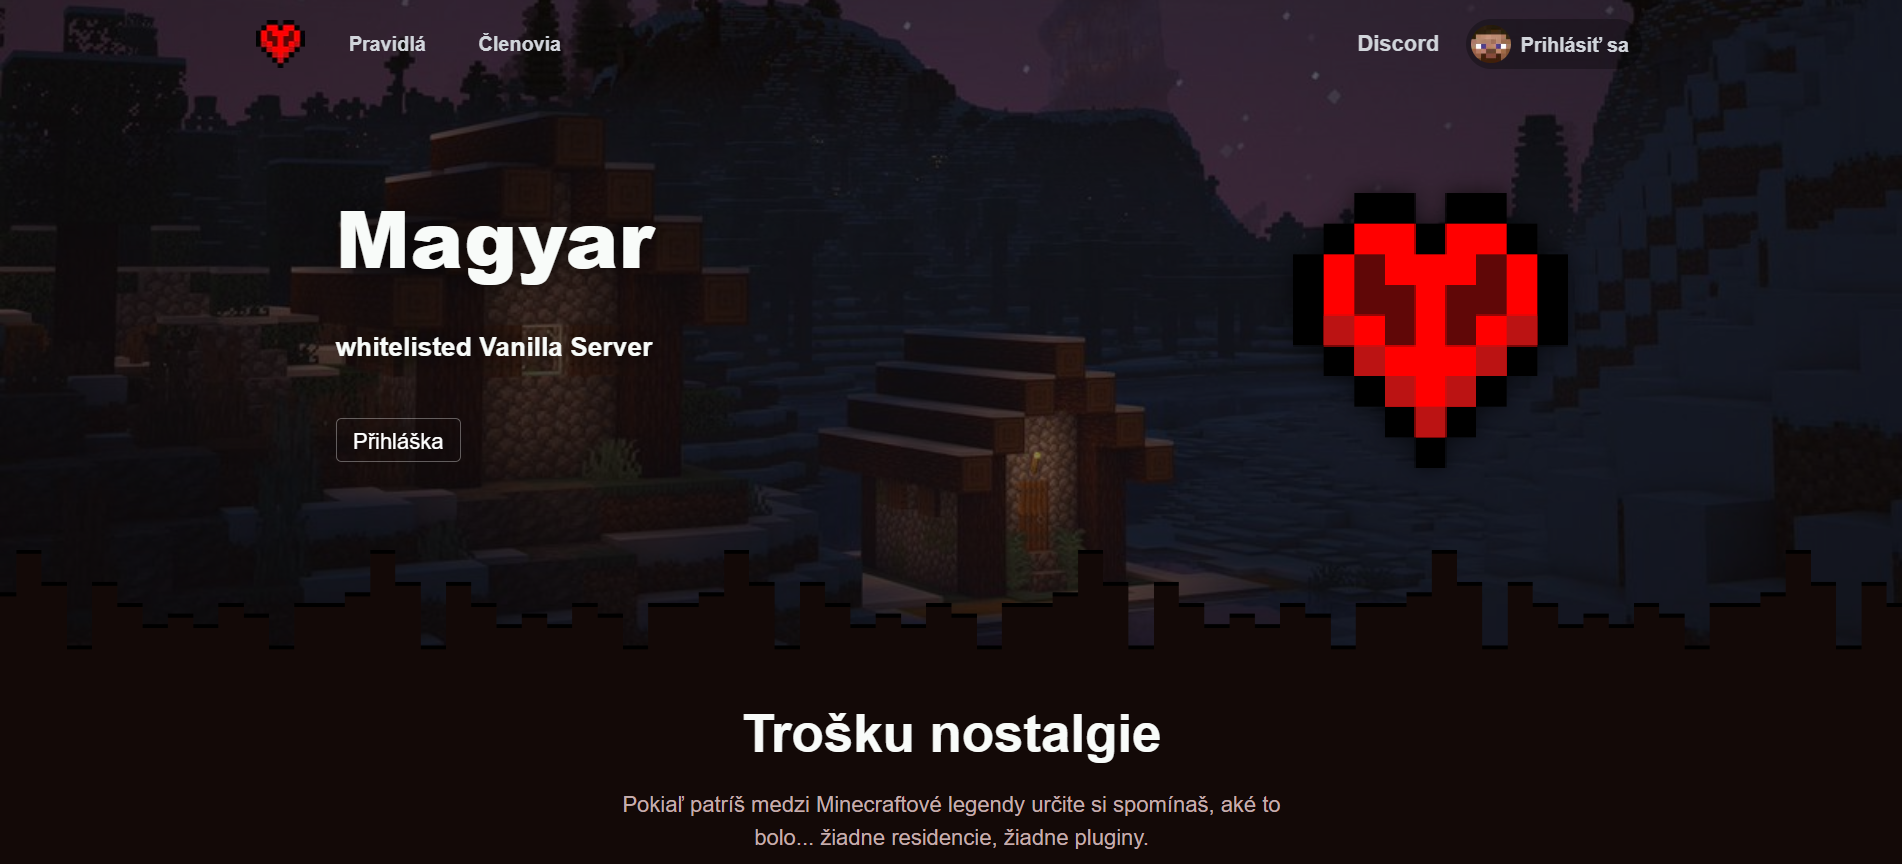 Pravidlá
Členovia
Discord
Prihlásiť sa
Magyar
whitelisted Vanilla Server
Přihláška
Trošku nostalgie
Pokiaľ patríš medzi Minecraftové legendy určite si spomínaš, aké to
bolo... žiadne residencie, žiadne pluginy.